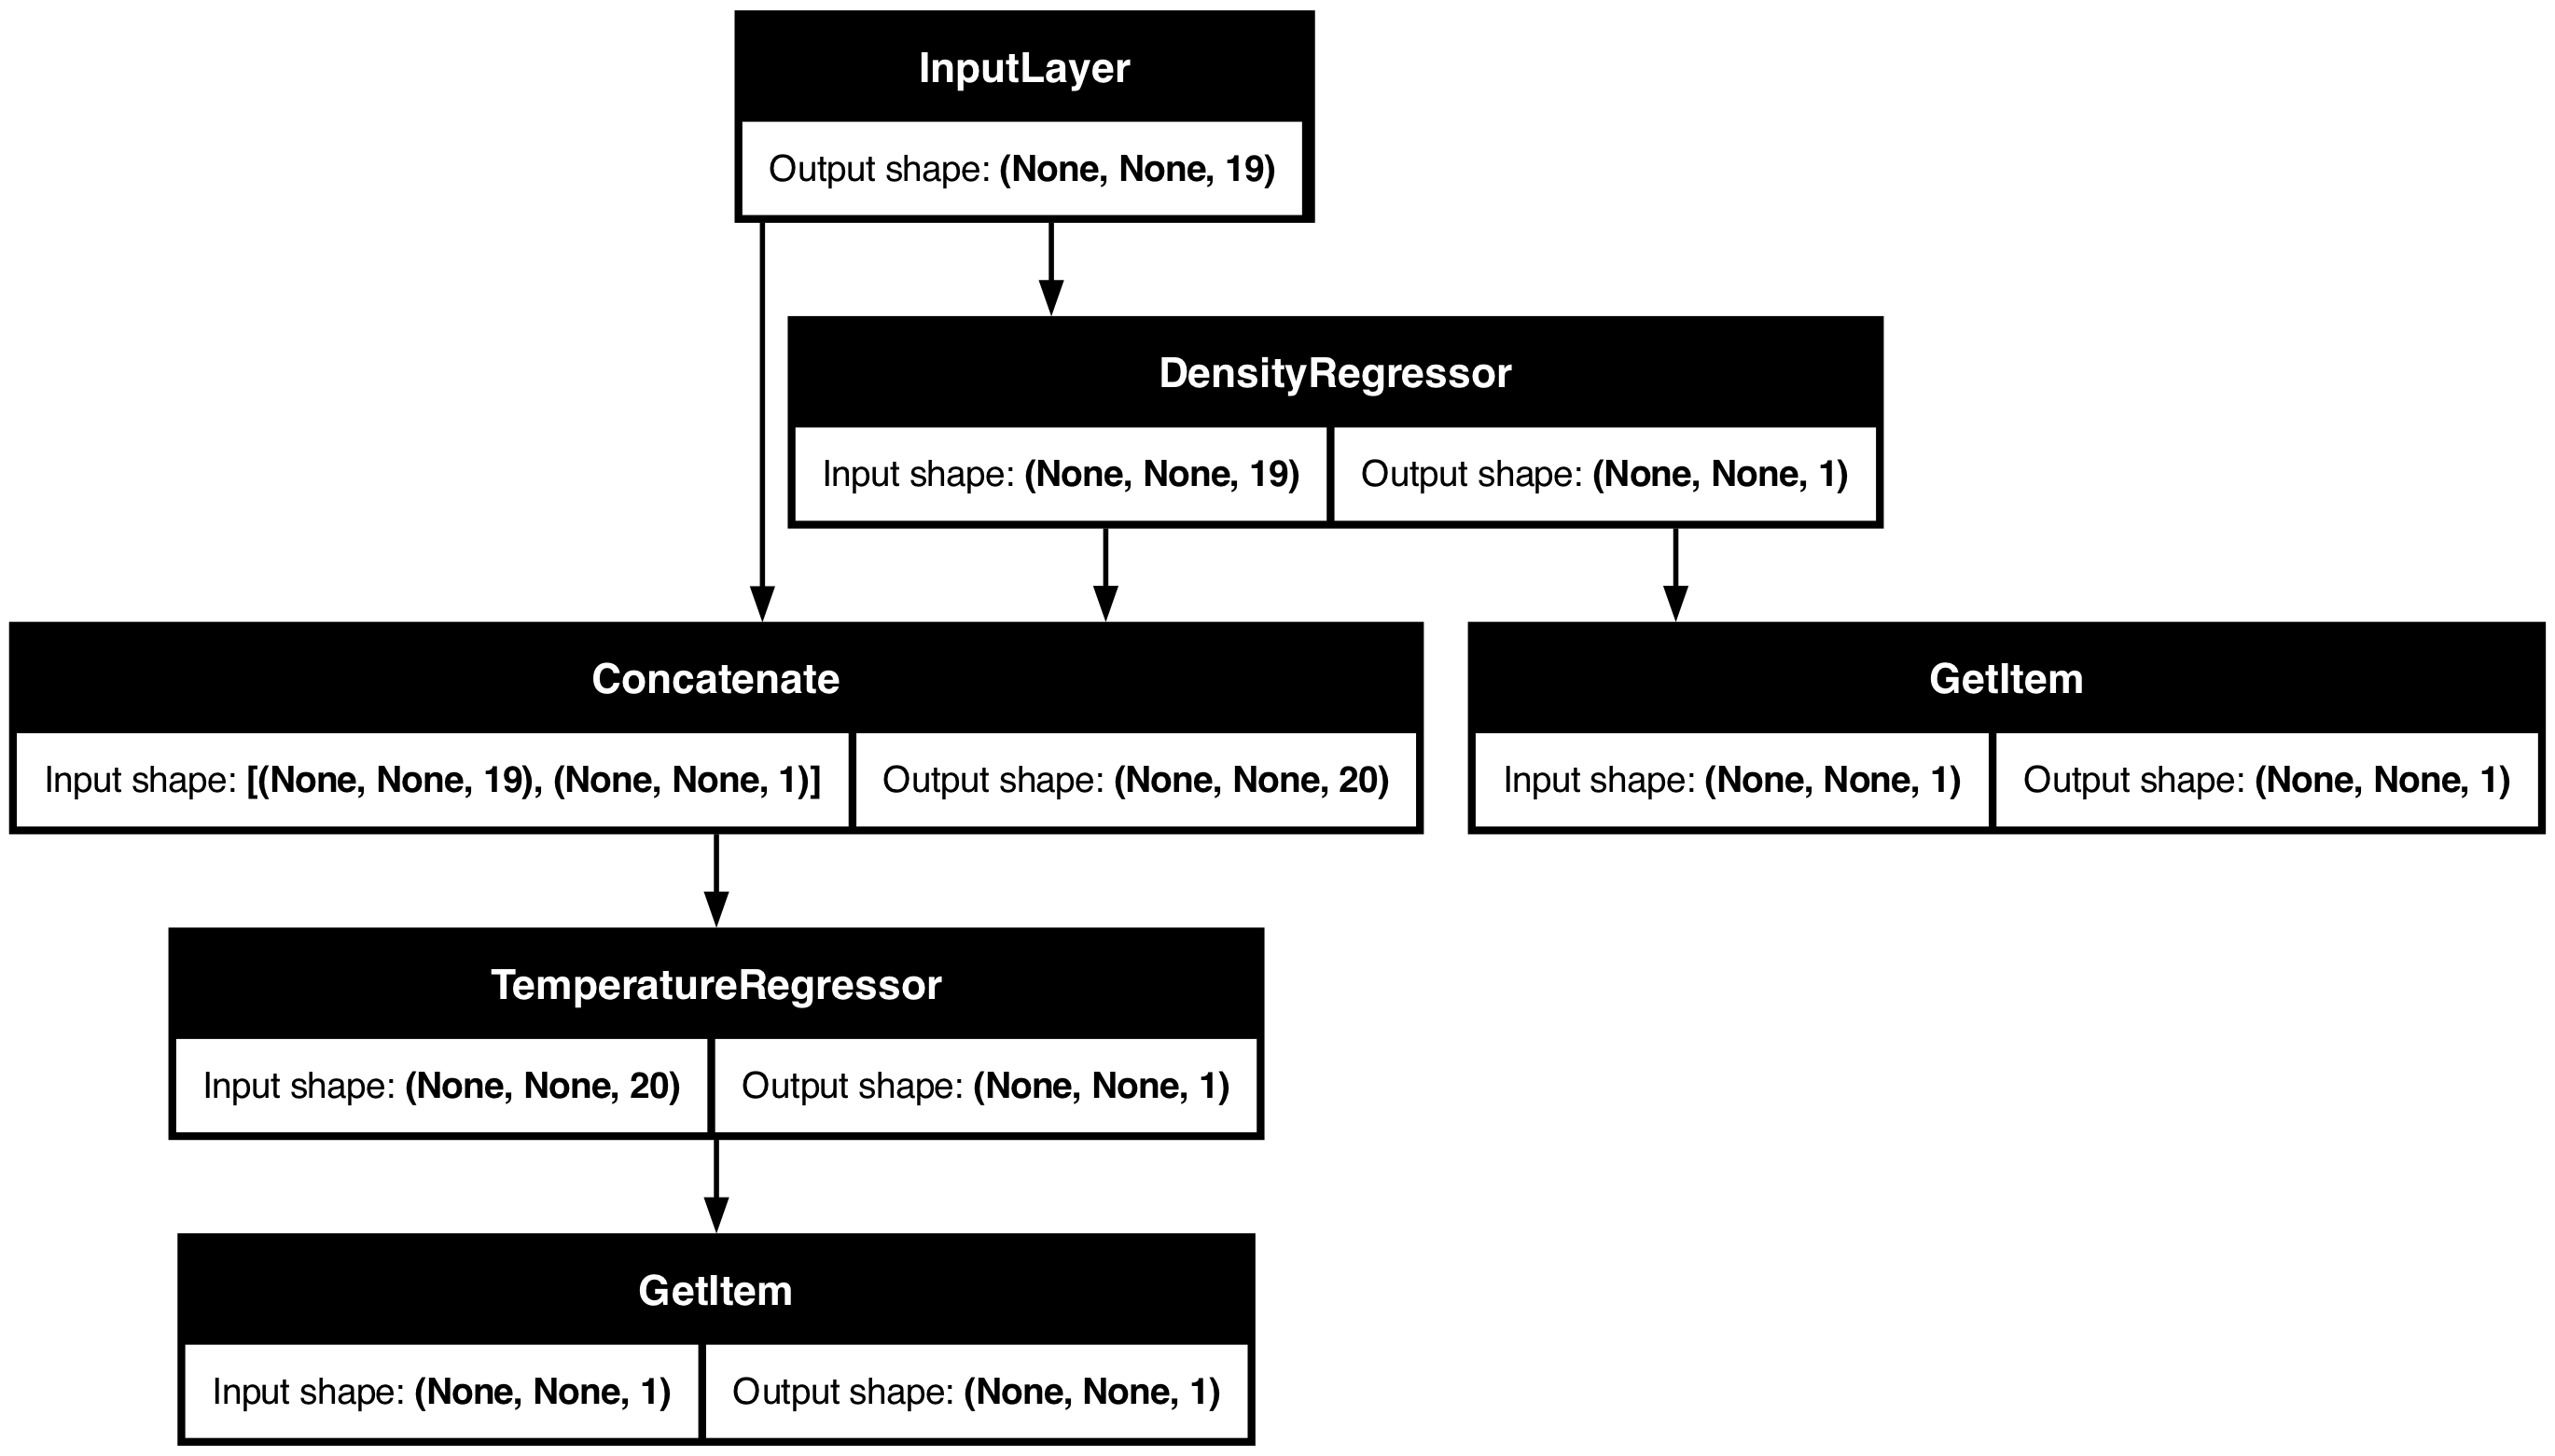 InputLayer
Output shape: (None, None, 19)
DensityRegressor
Input shape: (None, None, 19)
Output shape: (None, None, 1)
Concatenate
Input shape: [(None, None, 19), (None, None, 1)]
Output shape: (None, None, 20)
GetItem
Input shape: (None, None, 1)
Output shape: (None, None, 1)
TemperatureRegressor
Input shape: (None, None, 20)
Output shape: (None, None, 1)
GetItem
Input shape: (None, None, 1)
Output shape: (None, None, 1)